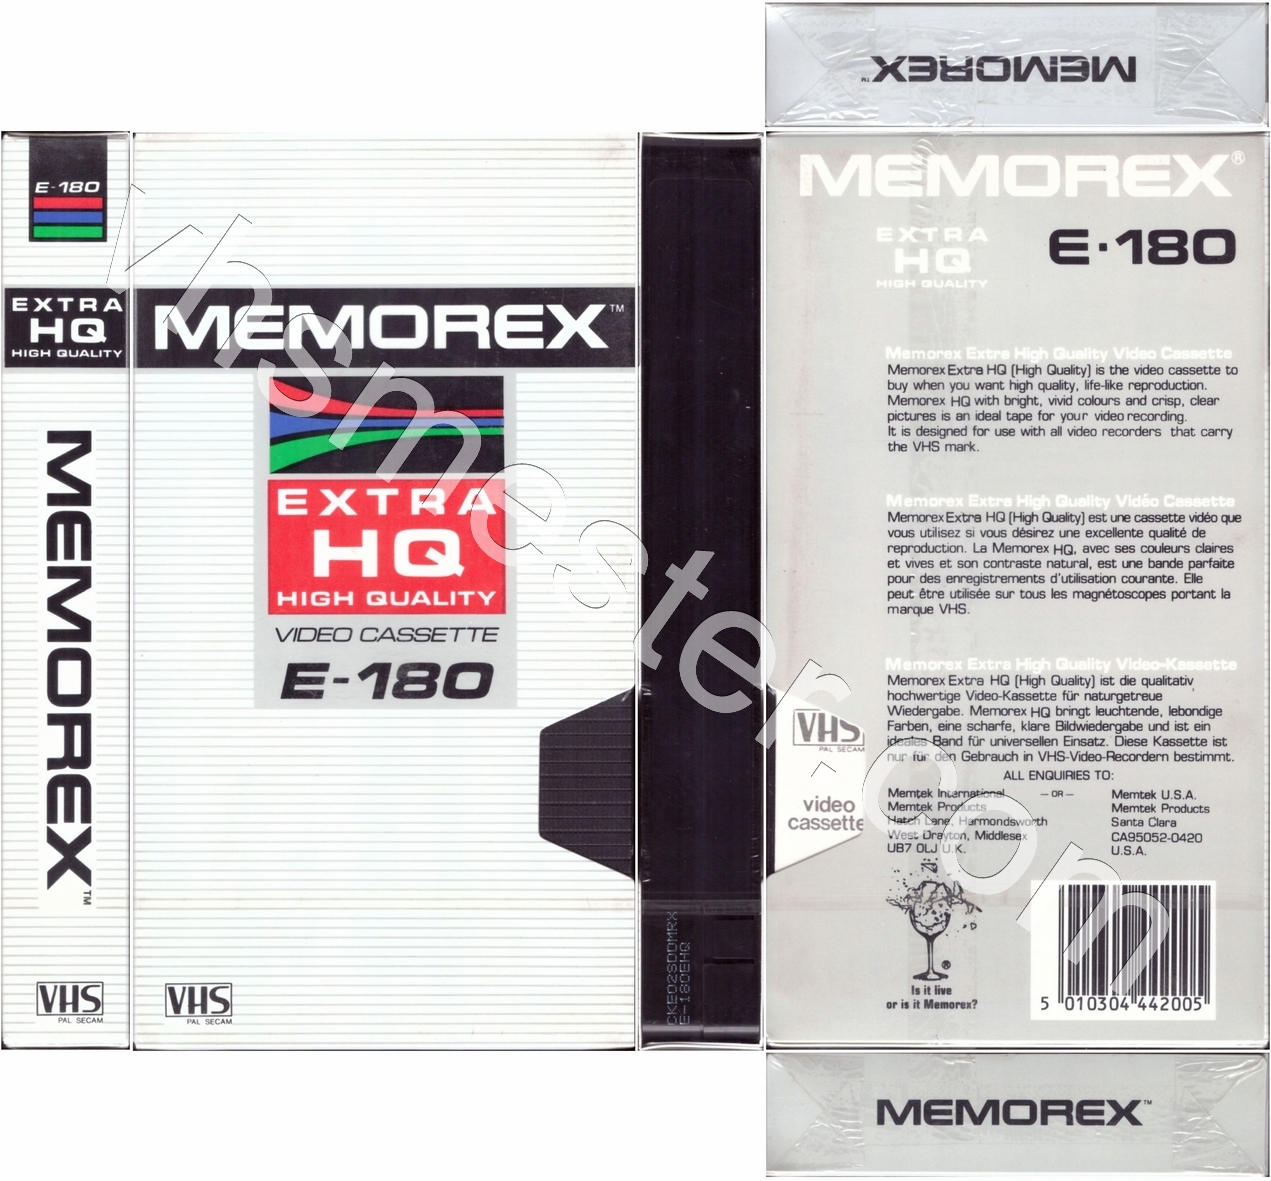 MEMOREX™
E-180
EXTRA
HQ
HIGH QUALITY
MEMOREX™
VHS
PAL SECAM
MEMOREX™
EXTRA
HQ
HIGH QUALITY
VIDEO CASSETTE
E-180
VHS
PAL SECAM
CKE02SDDMRX
E-180EHQ
MEMOREX®
EXTRA
HQ
HIGH QUALITY
E·180
Memorex Extra High Quality Video Cassette
Memorex Extra HQ (High Quality) is the video cassette to
buy when you want high quality, life-like reproduction.
Memorex HQ with bright, vivid colours and crisp, clear
pictures is an ideal tape for your video recording.
It is designed for use with all video recorders that carry
the VHS mark.
Memorex Extra High Quality Vidéo Cassette
Memorex Extra HQ (High Quality) est une cassette vidéo que
vous utilisez si vous désirez une excellente qualité de
reproduction. La Memorex HQ, avec ses couleurs claires
et vives et son contraste natural, est une bande parfaite
pour des enregistrements d'utilisation courante. Elle
peut être utilisée sur tous les magnétoscopes portant la
marque VHS.
Memorex Extra High Quality Video-Kassette
Memorex Extra HQ (High Quality) ist die qualitativ
hochwertige Video-Kassette für naturgetreue
Wiedergabe. Memorex HQ bringt leuchtende, lebondige
Farben, eine scharfe, klare Bildwiedergabe und ist ein
ideales Band für universellen Einsatz. Diese Kassette ist
nur für den Gebrauch in VHS-Video-Recordern bestimmt.
ALL ENQUIRIES TO:
Memtek International — OR — Memtek U.S.A.
Memtek Products Memtek Products
Hatch Lane, Harmondsworth Santa Clara
West Drayton, Middlesex CA95052-0420
UB7 OLJ U.K. U.S.A.
VHS
PAL SECAM
video
cassette
®
Is it live
or is it Memorex?
5 010304 442005
MEMOREX™
vhsmester.com